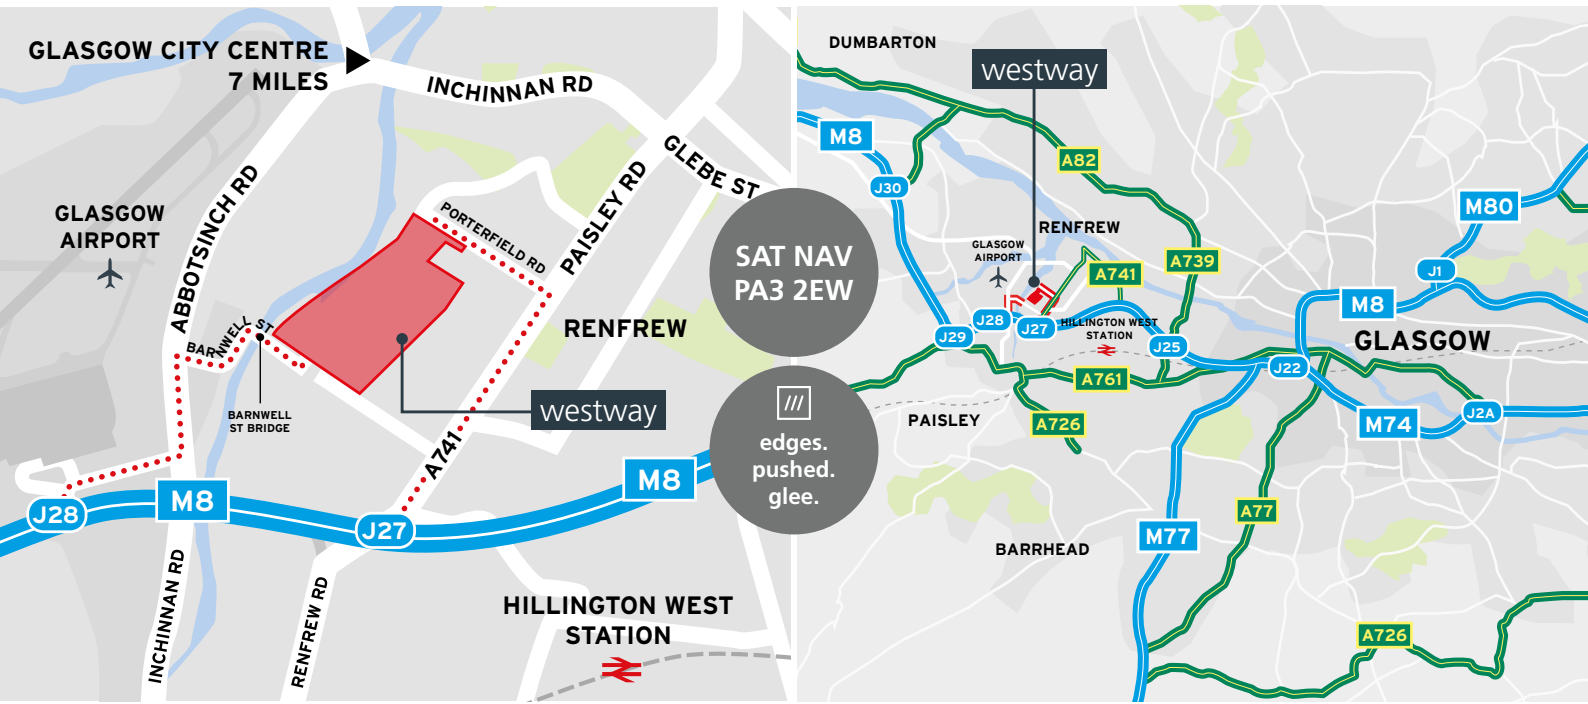 GLASGOW CITY CENTRE
7 MILES
INCHINNAN RD
GLEBE ST
PAISLEY RD
ABBOTSINCH RD
GLASGOW
AIRPORT
PORTERFIELD RD
BARNWELL ST
BARNWELL
ST BRIDGE
RENFREW
westway
A741
M8
M8
J28
J27
INCHINNAN RD
RENFREW RD
HILLINGTON WEST
STATION
SAT NAV
PA3 2EW
///
edges.
pushed.
glee.
DUMBARTON
westway
M8
A82
J30
M80
RENFREW
GLASGOW
AIRPORT
A741
A739
J1
M8
J28
J27
HILLINGTON WEST
STATION
J29
J25
GLASGOW
J22
A761
PAISLEY
A726
M74
J2A
A77
M77
BARRHEAD
A726